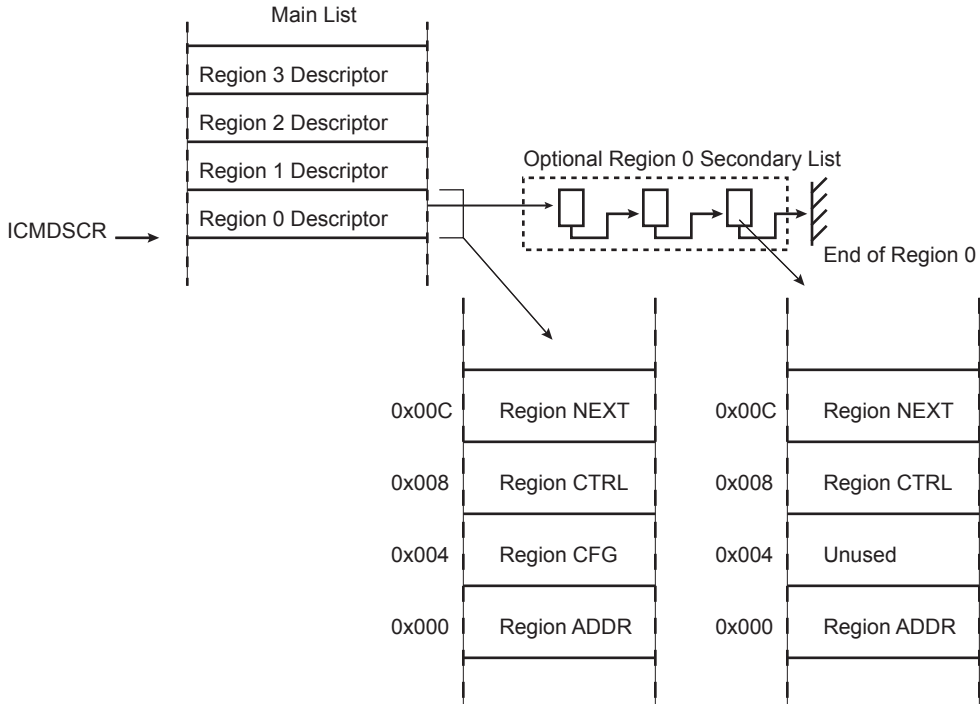 Main List
Region 3 Descriptor
Region 2 Descriptor
Region 1 Descriptor
Optional Region 0 Secondary List
Region 0 Descriptor
ICMDSCR
End of Region 0
0x00C Region NEXT 0x00C Region NEXT
0x008 Region CTRL 0x008 Region CTRL
0x004 Region CFG 0x004 Unused
0x000 Region ADDR 0x000 Region ADDR